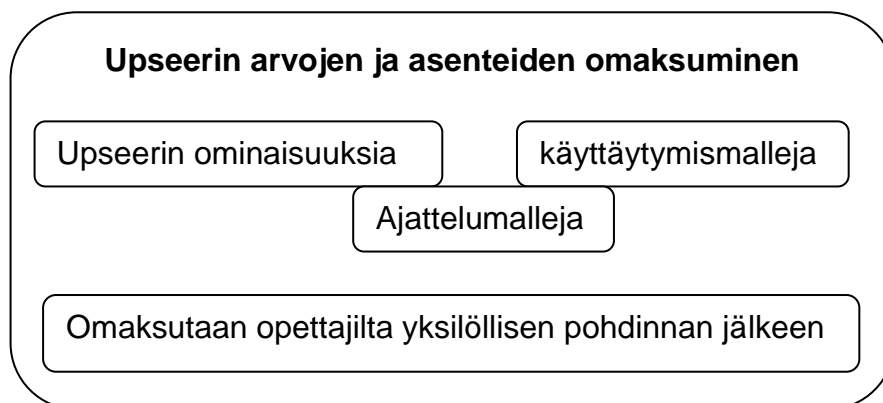 Upseerin arvojen ja asenteiden omaksuminen
Upseerin ominaisuuksia
käyttäytymismalleja
Ajattelumalleja
Omaksutaan opettajilta yksilöllisen pohdinnan jälkeen